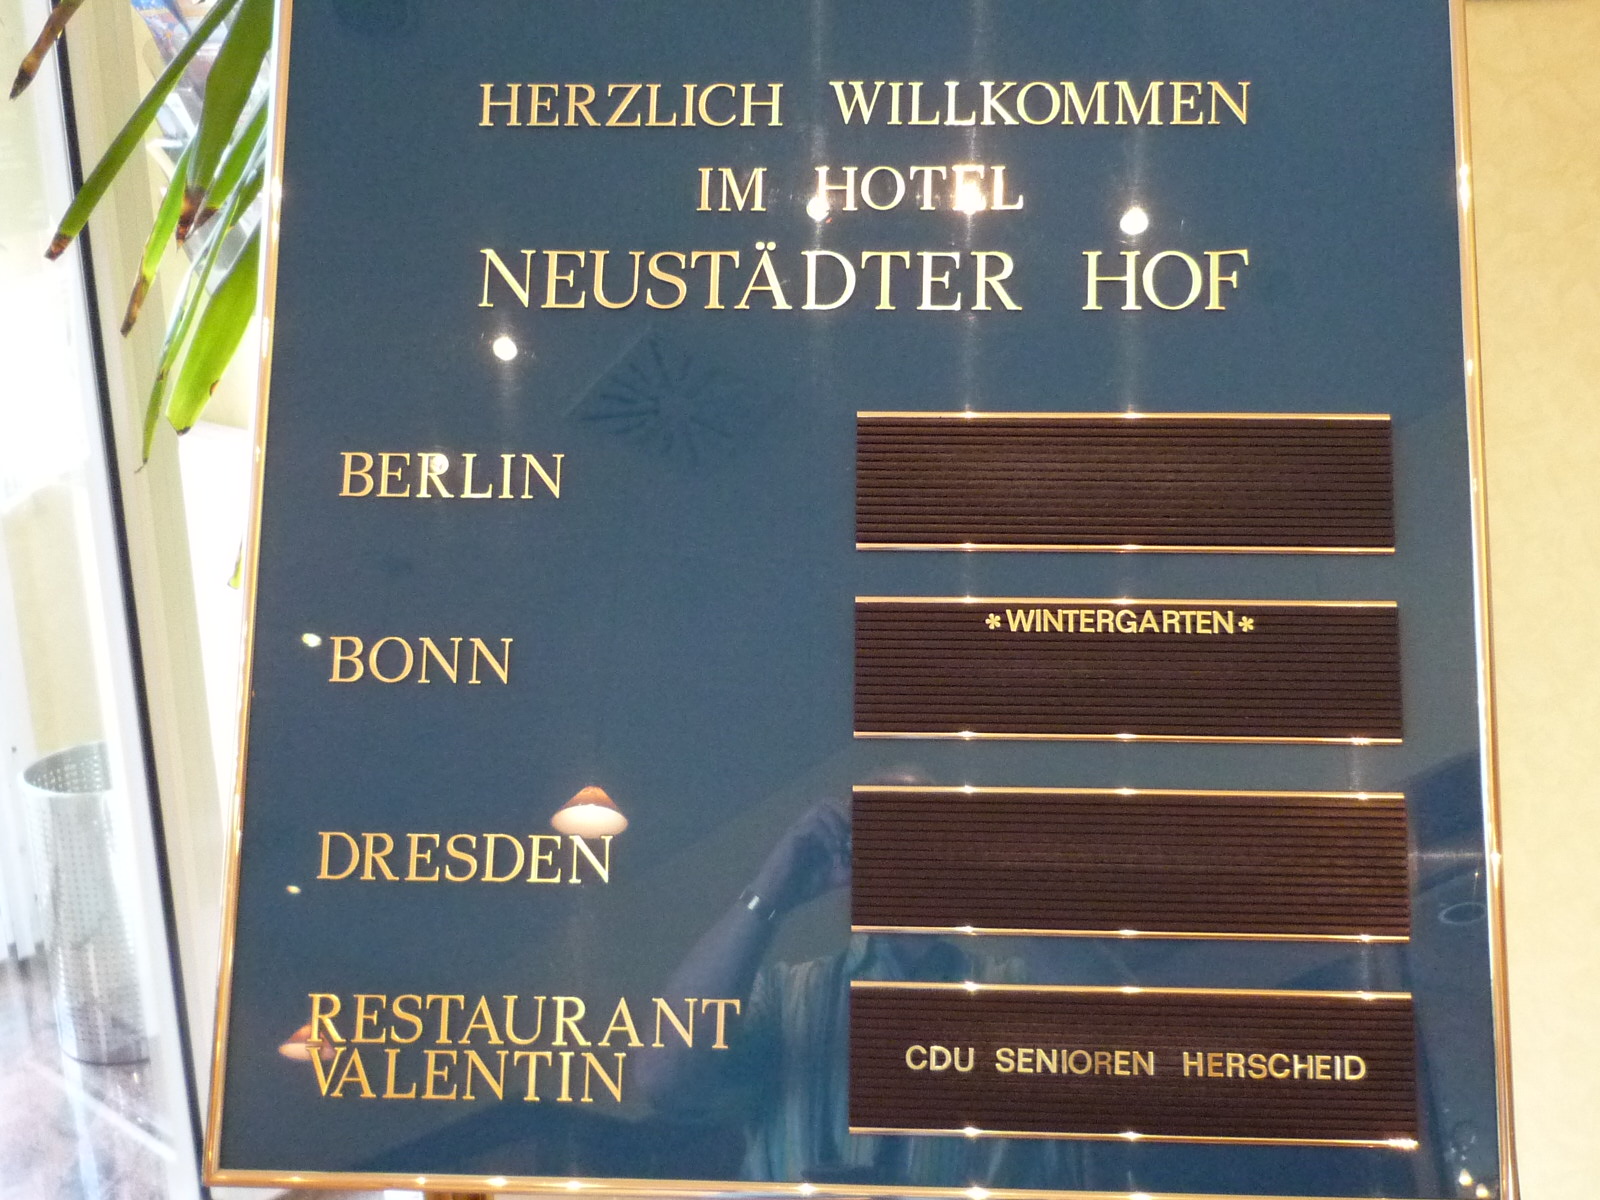 HERZLICH WILLKOMMEN
IM HOTEL
NEUSTÄDTER HOF
BERLIN
BONN
*WINTERGARTEN*
DRESDEN
RESTAURANT
VALENTIN
CDU SENIOREN HERSCHEID